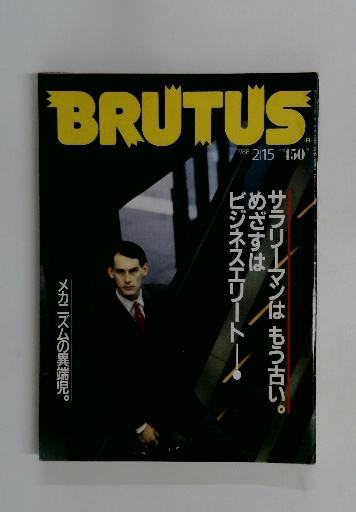 BRUTUS
2|15
450
サラリーマンは もう古い。
めざすは
ビジネスエリート—。
メカニズムの異端児。